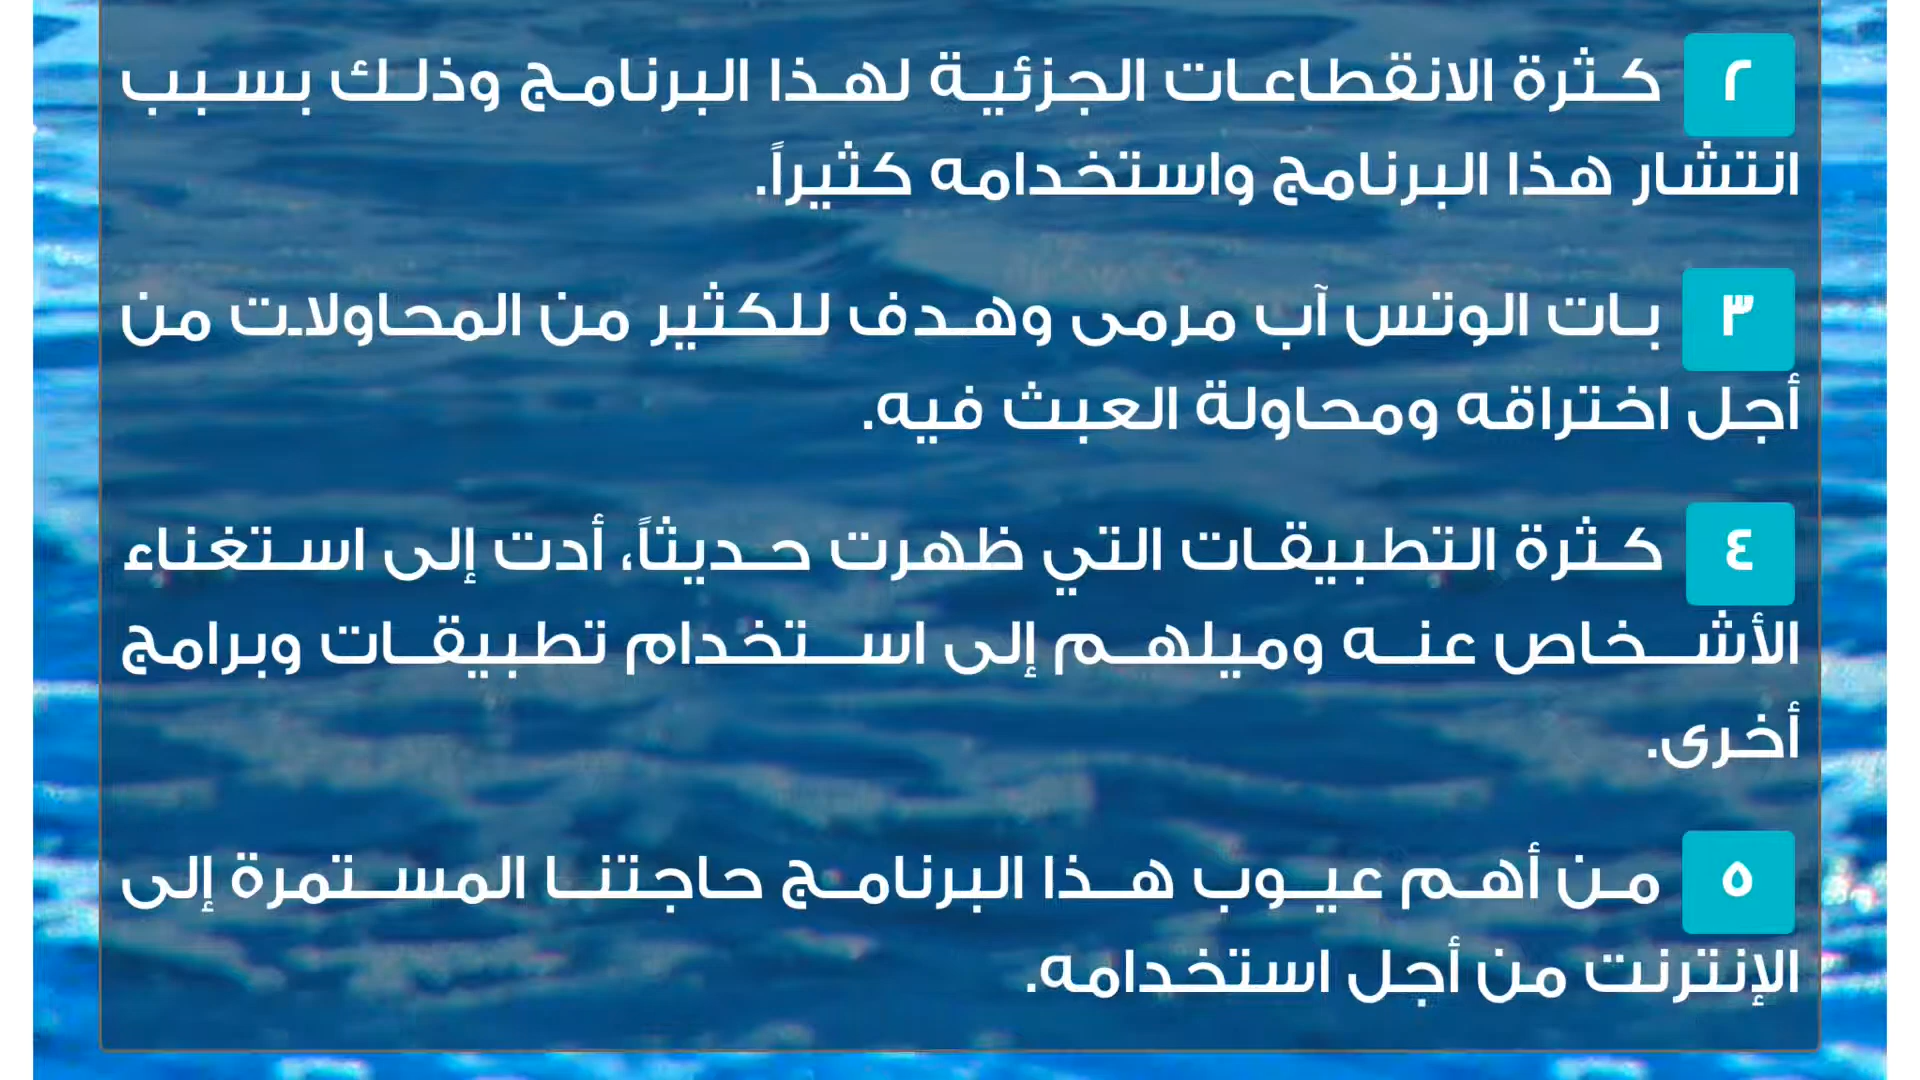 ٢ كثرة الانقطاعات الجزئية لهذا البرنامج وذلك بسبب
انتشار هذا البرنامج واستخدامه كثيراً.
٣ بات الوتس آب مرمى وهدف للكثير من المحاولات من
أجل اختراقه ومحاولة العبث فيه.
٤ كثرة التطبيقات التي ظهرت حديثاً، أدت إلى استغناء
الأشخاص عنه وميلهم إلى استخدام تطبيقات وبرامج
أخرى.
٥ من أهم عيوب هذا البرنامج حاجتنا المستمرة إلى
الإنترنت من أجل استخدامه.